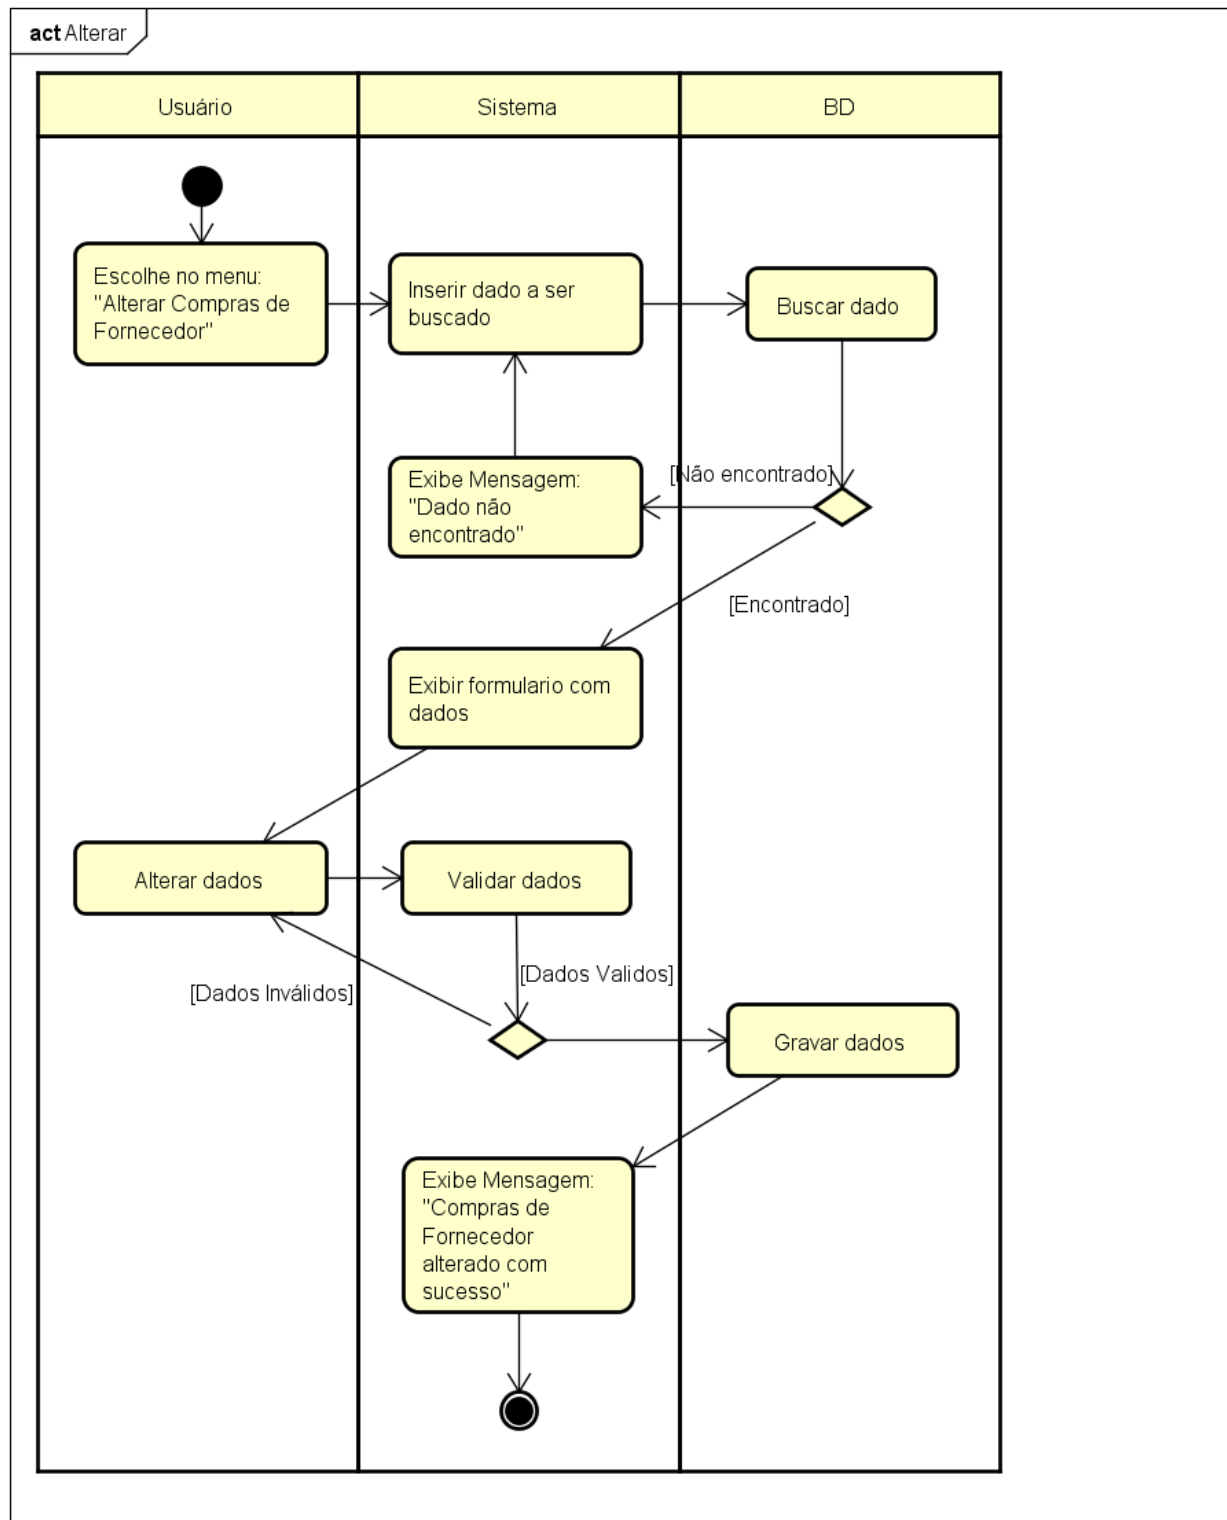 act Alterar
Usuário
Sistema
BD
Escolhe no menu:
"Alterar Compras de
Fornecedor"
Inserir dado a ser
buscado
Buscar dado
[Não encontrado]
Exibe Mensagem:
"Dado não
encontrado"
[Encontrado]
Exibir formulario com
dados
Alterar dados
Validar dados
[Dados Validos]
[Dados Inválidos]
Gravar dados
Exibe Mensagem:
"Compras de
Fornecedor
alterado com
sucesso"